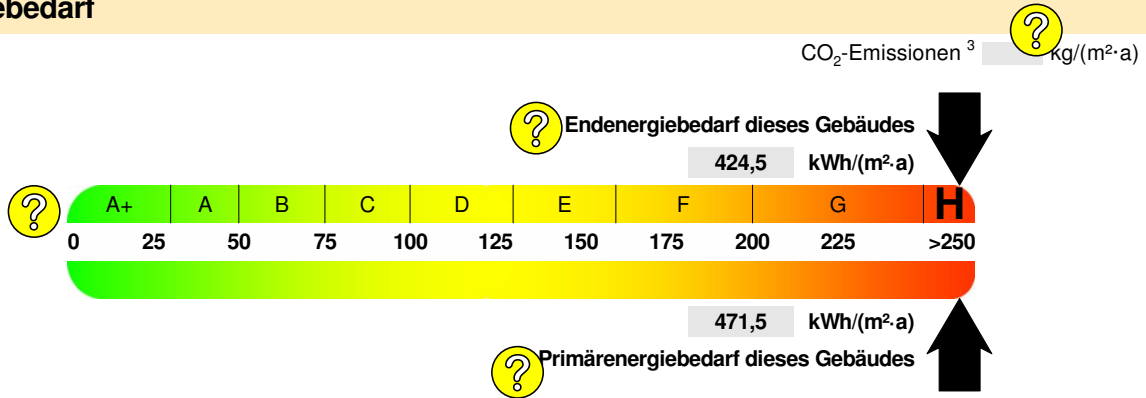 ebedarf
?
CO₂-Emissionen ³ kg/(m²·a)
? Endenergiebedarf dieses Gebäudes
424,5 kWh/(m²·a)
? A+ A B C D E F G H
0 25 50 75 100 125 150 175 200 225 >250
471,5 kWh/(m²·a)
? Primärenergiebedarf dieses Gebäudes